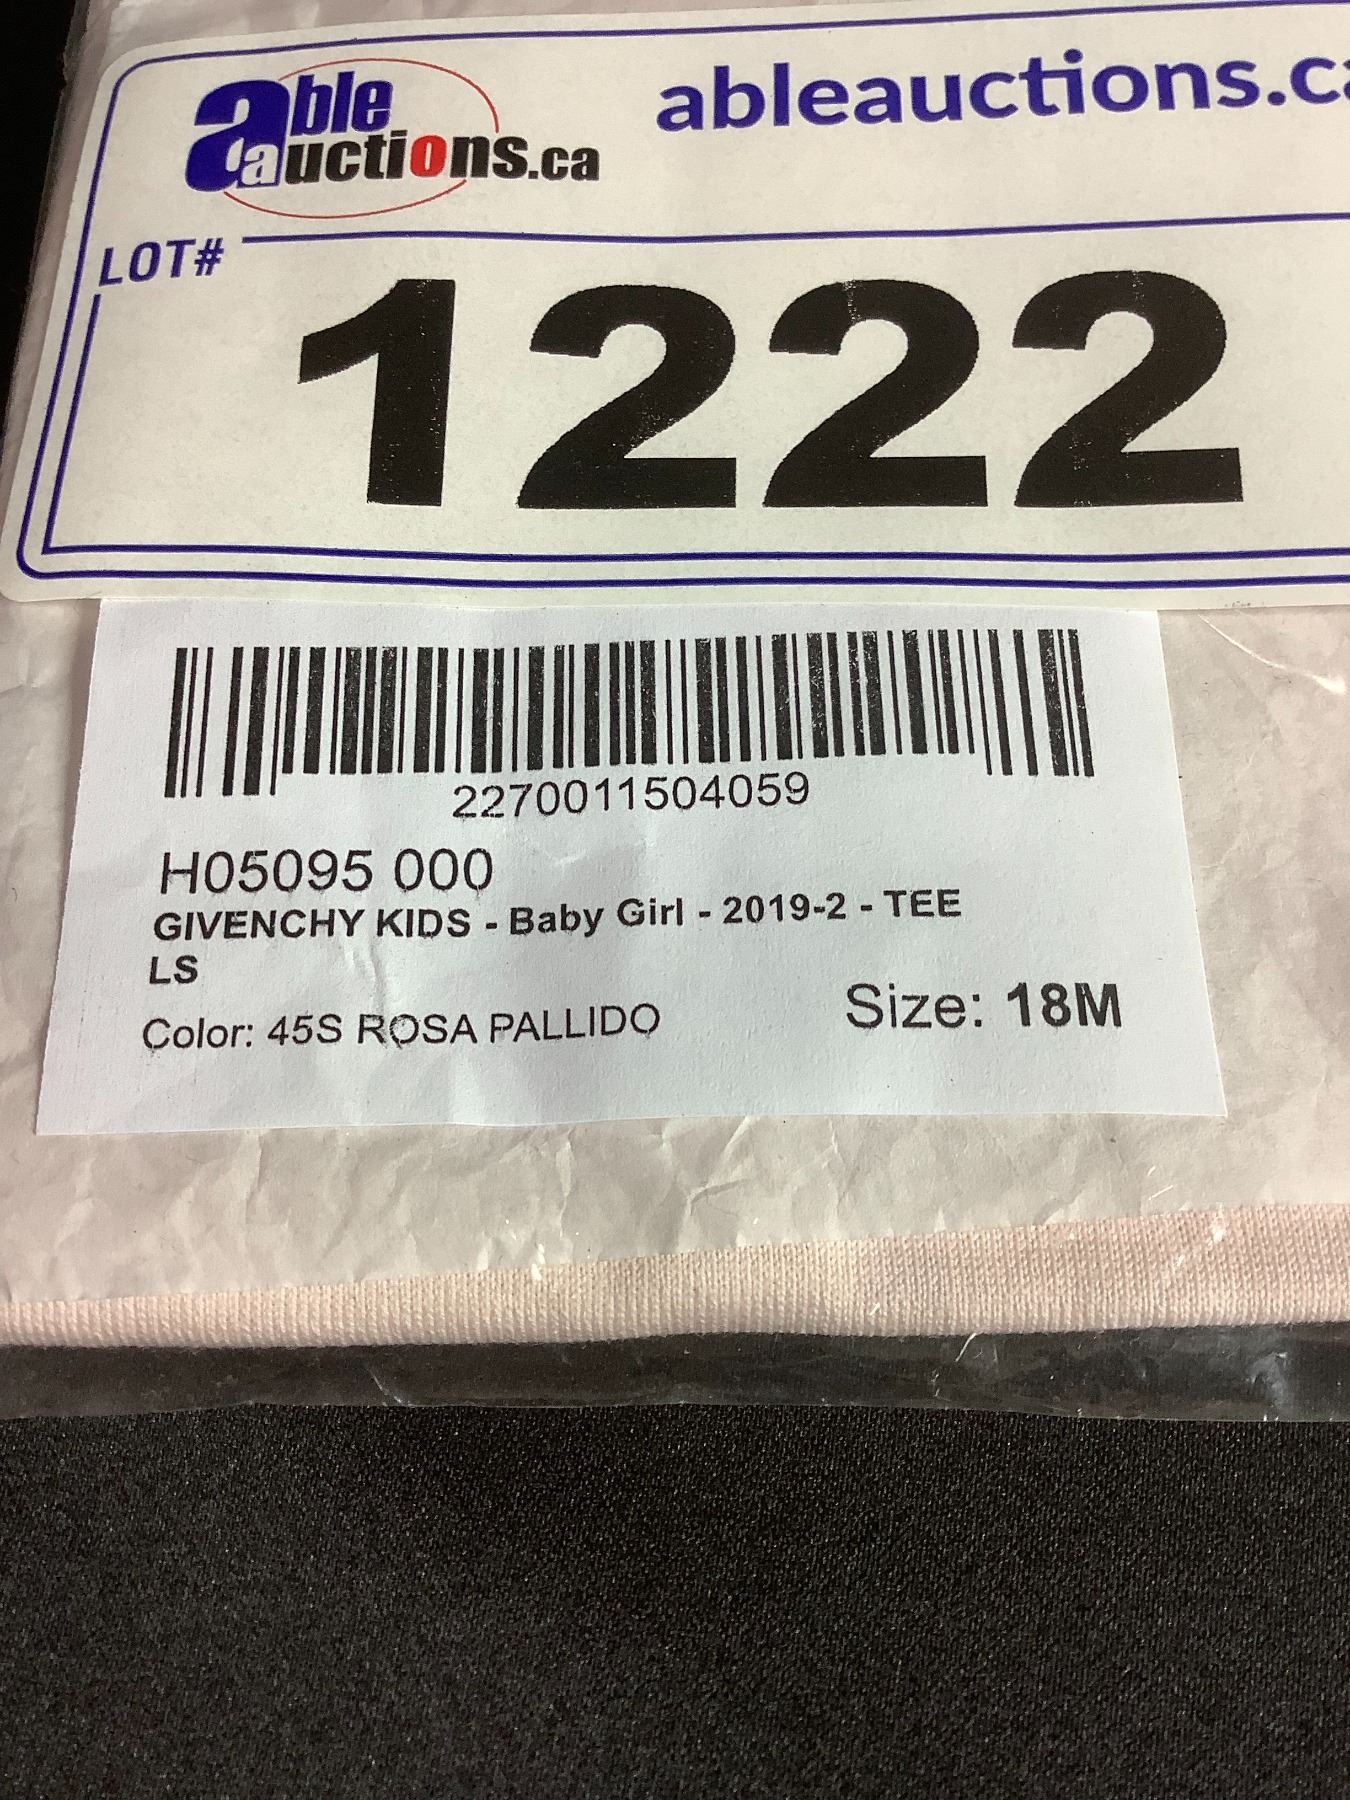 able auctions.ca
ableauctions.ca
LOT#
1222
2270011504059
H05095 000
GIVENCHY KIDS - Baby Girl - 2019-2 - TEE
LS
Color: 45S ROSA PALLIDO
Size: 18M